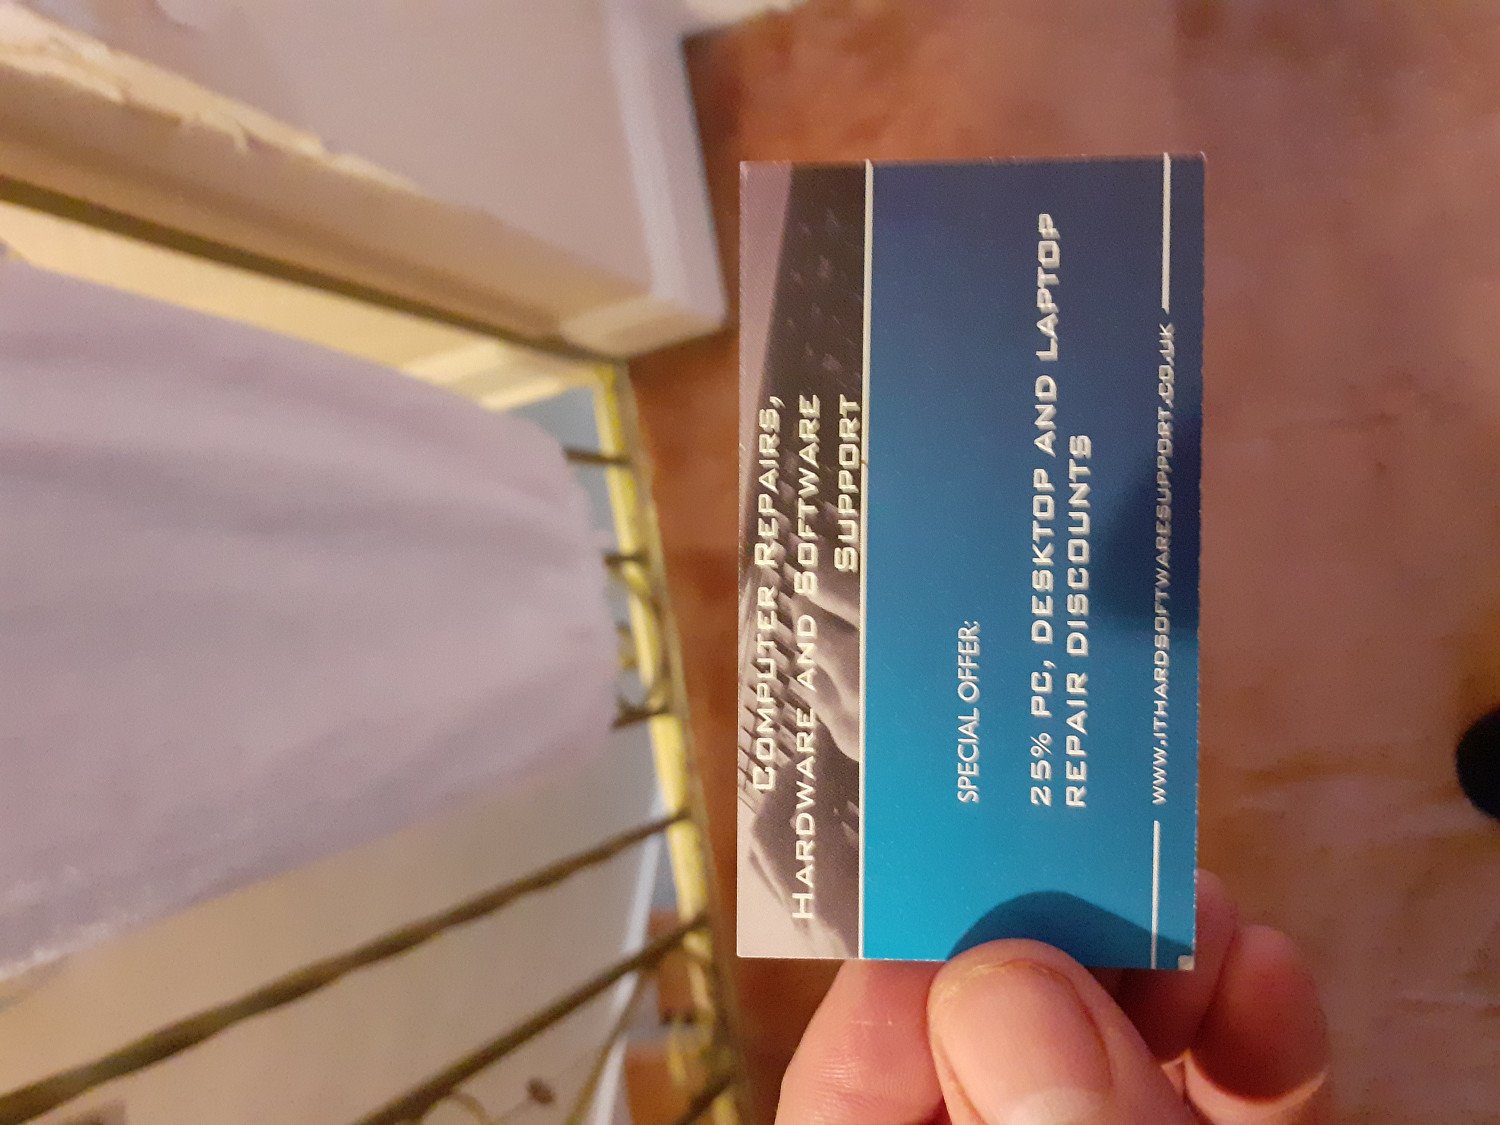 Computer Repairs,
Hardware and Software
Support
SPECIAL OFFER:
25% PC, DESKTOP AND LAPTOP
REPAIR DISCOUNTS
WWW.ITHARDSOFTWARESUPPORT.CO.UK